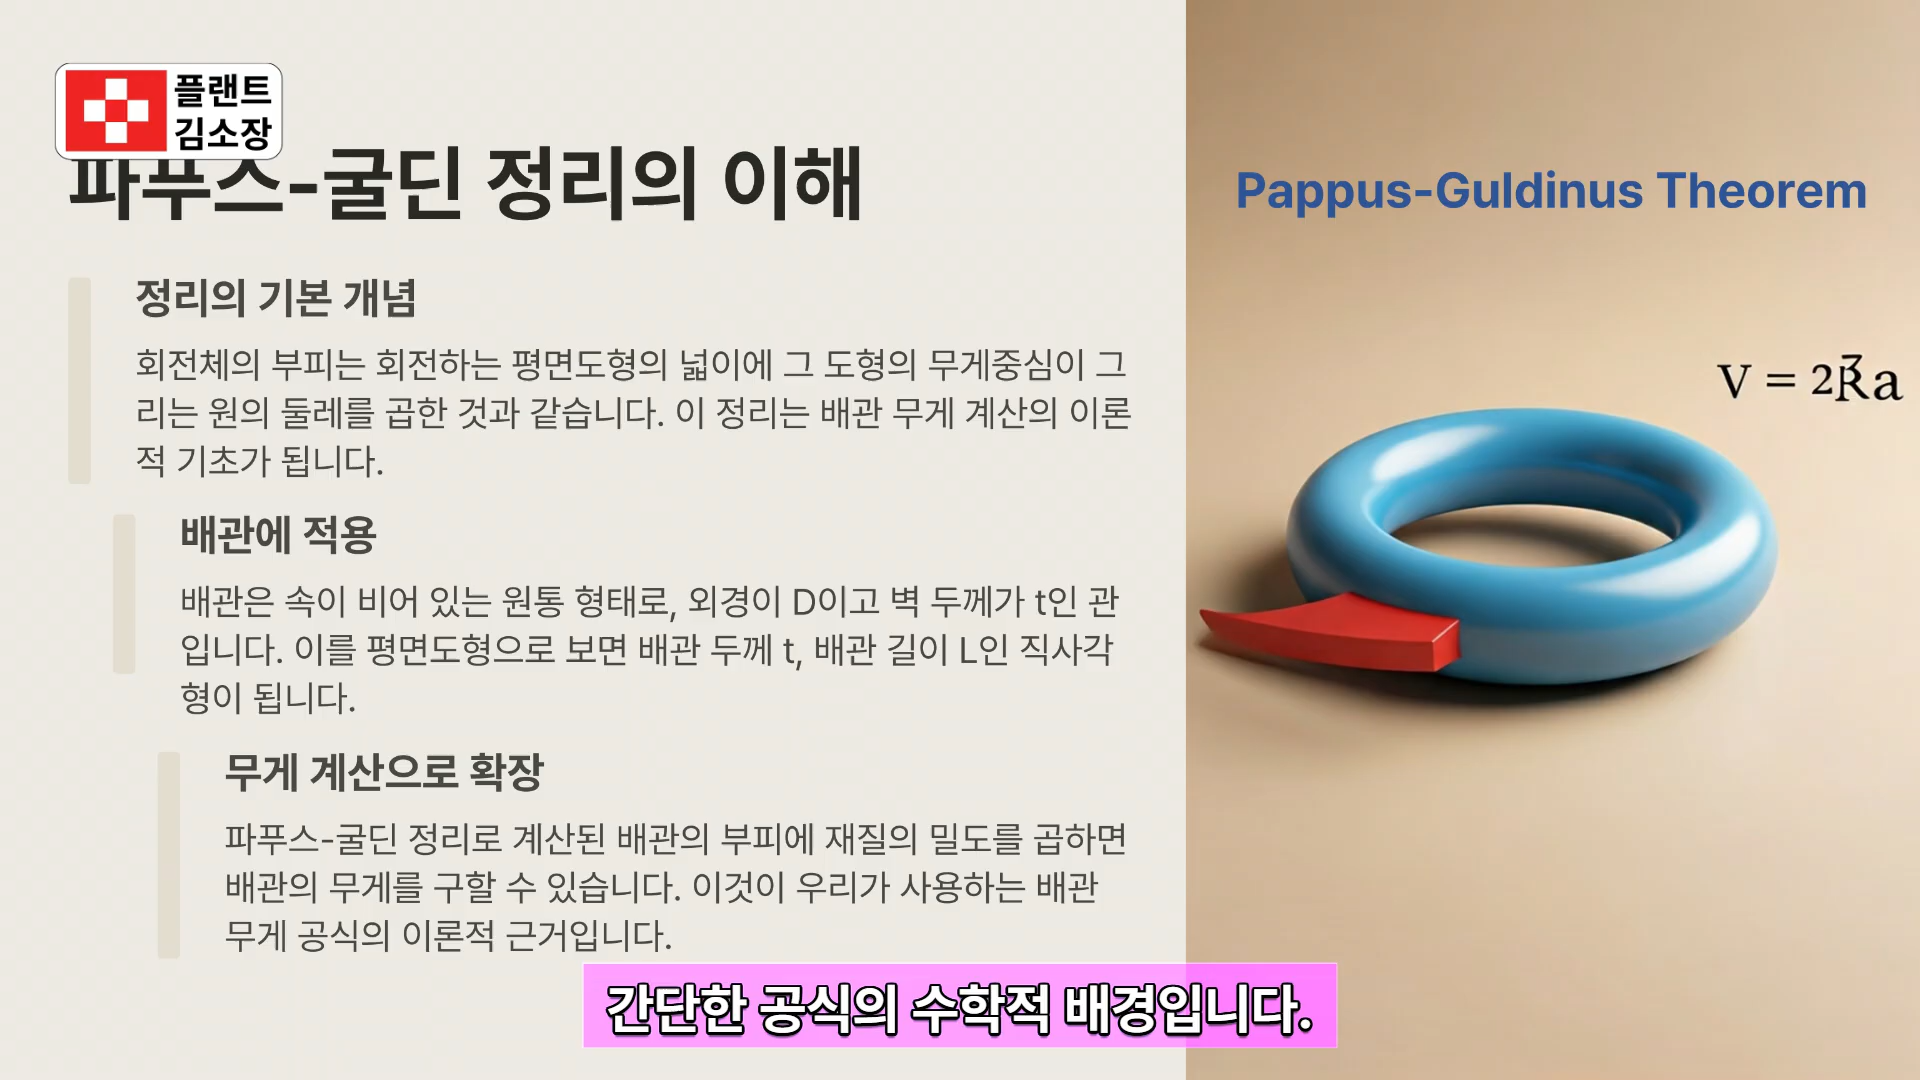 플랜트
김소장
파푸스-굴딘 정리의 이해
정리의 기본 개념
회전체의 부피는 회전하는 평면도형의 넓이에 그 도형의 무게중심이 그
리는 원의 둘레를 곱한 것과 같습니다. 이 정리는 배관 무게 계산의 이론
적 기초가 됩니다.
배관에 적용
배관은 속이 비어 있는 원통 형태로, 외경이 D이고 벽 두께가 t인 관
입니다. 이를 평면도형으로 보면 배관 두께 t, 배관 길이 L인 직사각
형이 됩니다.
무게 계산으로 확장
파푸스-굴딘 정리로 계산된 배관의 부피에 재질의 밀도를 곱하면
배관의 무게를 구할 수 있습니다. 이것이 우리가 사용하는 배관
무게 공식의 이론적 근거입니다.
Pappus-Guldinus Theorem
V = 2R̄a
간단한 공식의 수학적 배경입니다.